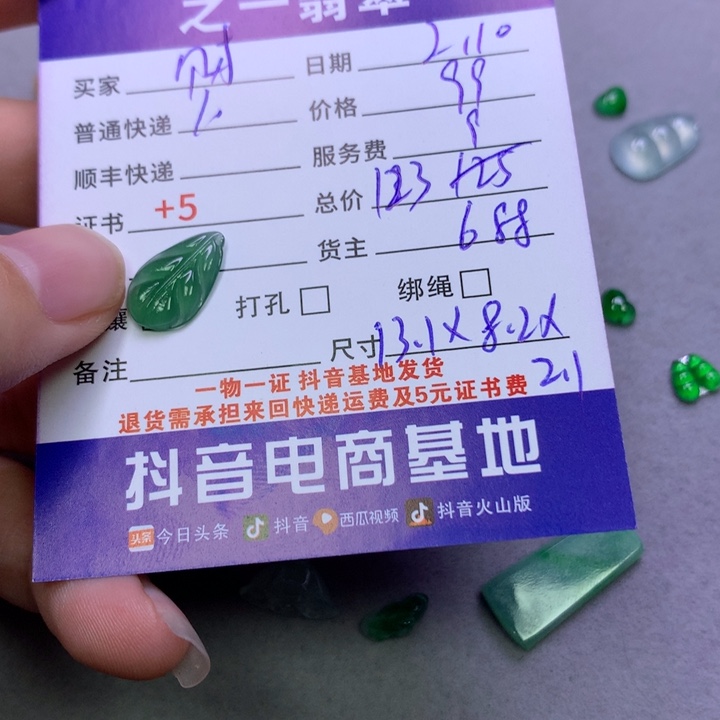 之一翡翠
买家 日期 2.10
普通快递 价格 99
顺丰快递 服务费
证书 +5 总价 123 125
货主 688
打孔 绑绳
备注 尺寸 13.1X8.2X
2.1
一物一证 抖音基地发货
退货需承担来回快递运费及5元证书费
抖音电商基地
头条 今日头条 抖音 西瓜视频 抖音火山版